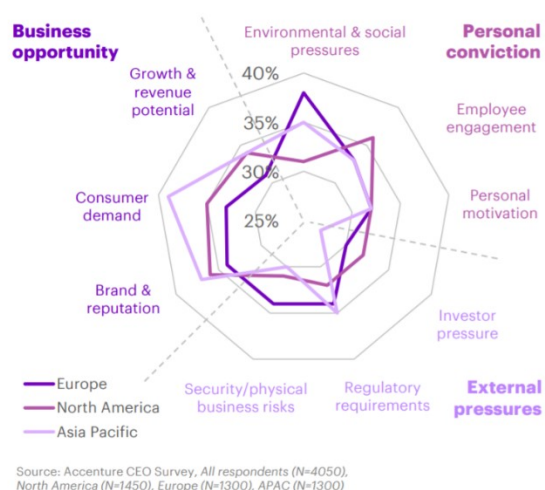 Business
opportunity
Environmental & social
pressures
Personal
conviction
Growth &
revenue
potential
40%
35%
30%
25%
Employee
engagement
Consumer
demand
Personal
motivation
Brand &
reputation
Investor
pressure
Europe
North America
Asia Pacific
Security/physical
business risks
Regulatory
requirements
External
pressures
Source: Accenture CEO Survey, All respondents (N=4050),
North America (N=1450), Europe (N=1300), APAC (N=1300)